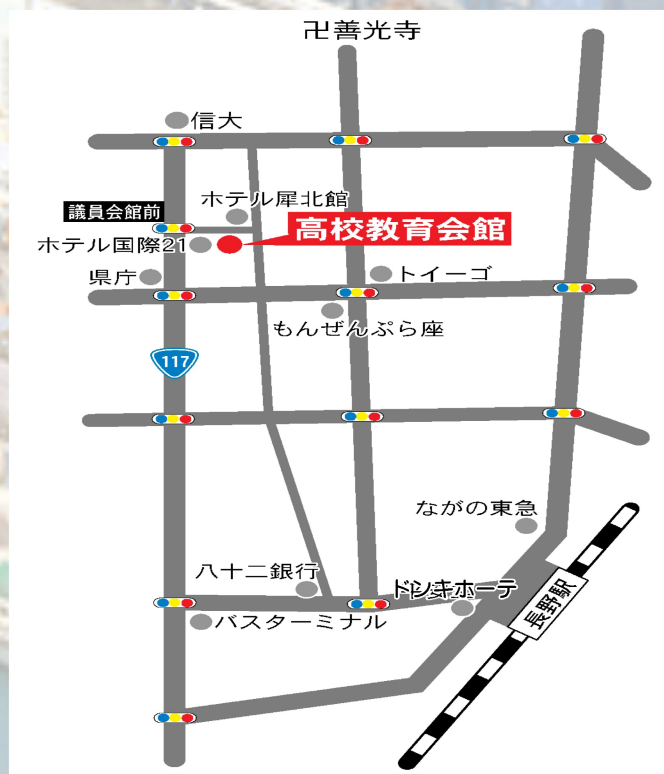 卍善光寺
信大
ホテル犀北館
議員会館前
高校教育会館
ホテル国際21
県庁
トイーゴ
もんぜんぷら座
117
ながの東急
八十二銀行
ドンキホーテ
長野駅
バスターミナル